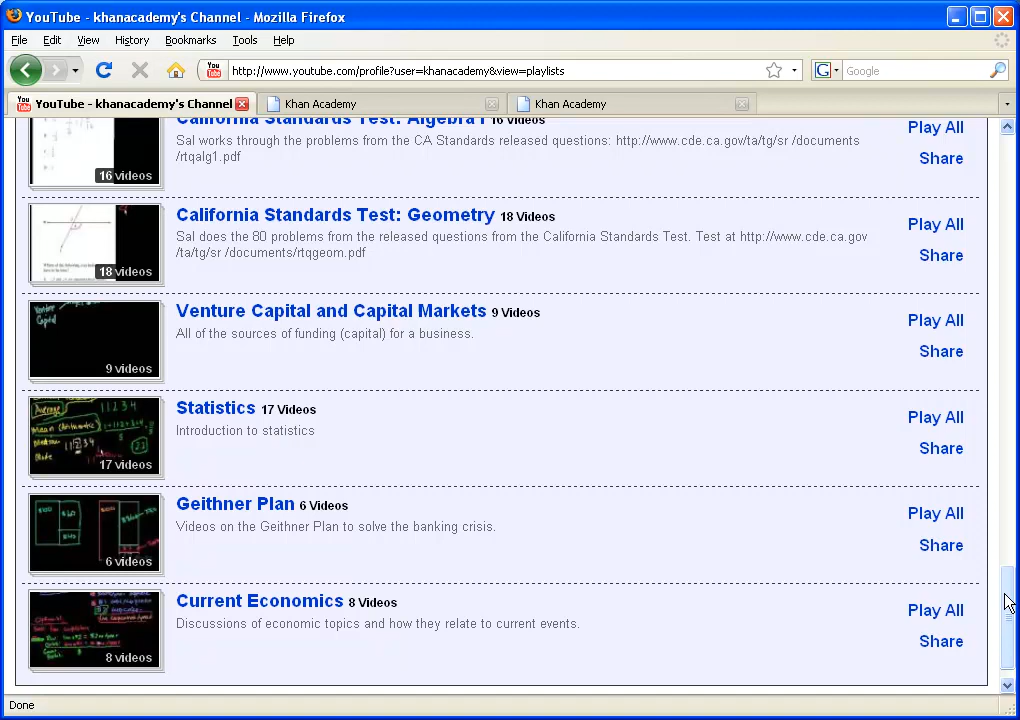 YouTube - khanacademy's Channel - Mozilla Firefox
File Edit View History Bookmarks Tools Help
You Tube http://www.youtube.com/profile?user=khanacademy&view=playlists G Google
You Tube YouTube - khanacademy's Channel Khan Academy Khan Academy
California Standards Test: Algebra I 16 Videos
Sal works through the problems from the CA Standards released questions: http://www.cde.ca.gov/ta/tg/sr /documents
/rtqalg1.pdf
16 videos
Play All
Share
California Standards Test: Geometry 18 Videos
Sal does the 80 problems from the released questions from the California Standards Test. Test at http://www.cde.ca.gov
/ta/tg/sr /documents/rtqgeom.pdf
18 videos
Play All
Share
Venture Capital and Capital Markets 9 Videos
All of the sources of funding (capital) for a business.
Venture
Capital
9 videos
Play All
Share
Statistics 17 Videos
Introduction to statistics
Average
17 videos
Play All
Share
Geithner Plan 6 Videos
Videos on the Geithner Plan to solve the banking crisis.
6 videos
Play All
Share
Current Economics 8 Videos
Discussions of economic topics and how they relate to current events.
8 videos
Play All
Share
Done